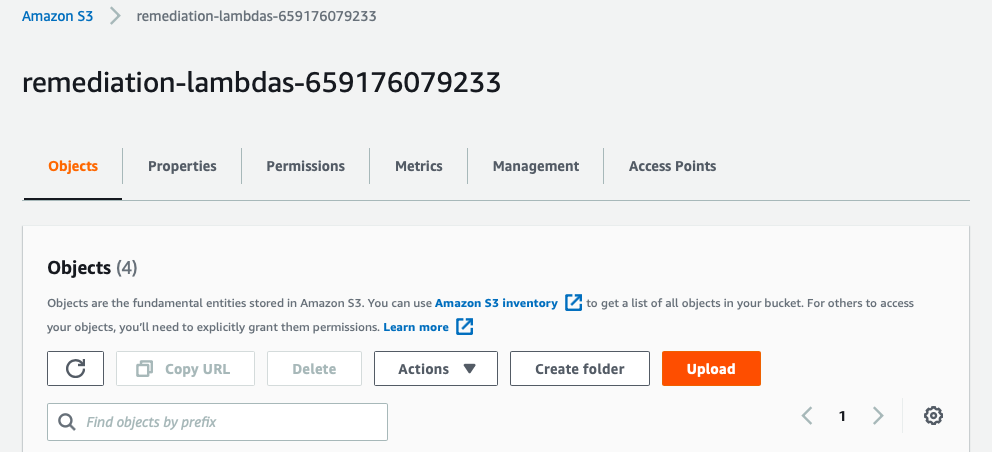 Amazon S3 remediation-lambdas-659176079233
remediation-lambdas-659176079233
Objects Properties Permissions Metrics Management Access Points
Objects (4)
Objects are the fundamental entities stored in Amazon S3. You can use Amazon S3 inventory to get a list of all objects in your bucket. For others to access
your objects, you'll need to explicitly grant them permissions. Learn more
Copy URL Delete Actions Create folder Upload
Find objects by prefix 1